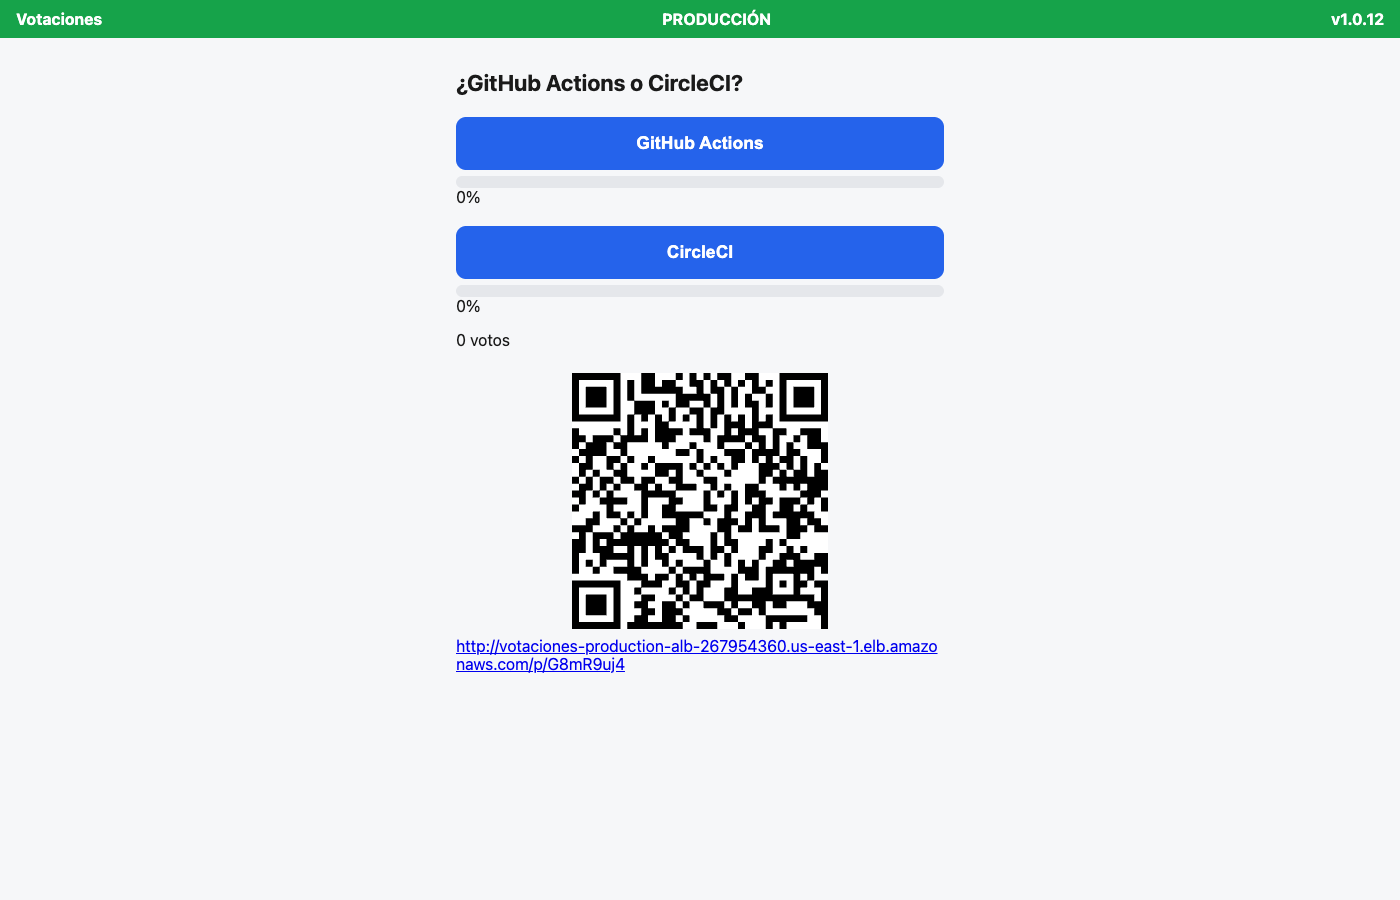 Votaciones
PRODUCCIÓN
v1.0.12
¿GitHub Actions o CircleCI?
GitHub Actions
0%
CircleCI
0%
0 votos
http://votaciones-production-alb-267954360.us-east-1.elb.amazo
naws.com/p/G8mR9uj4